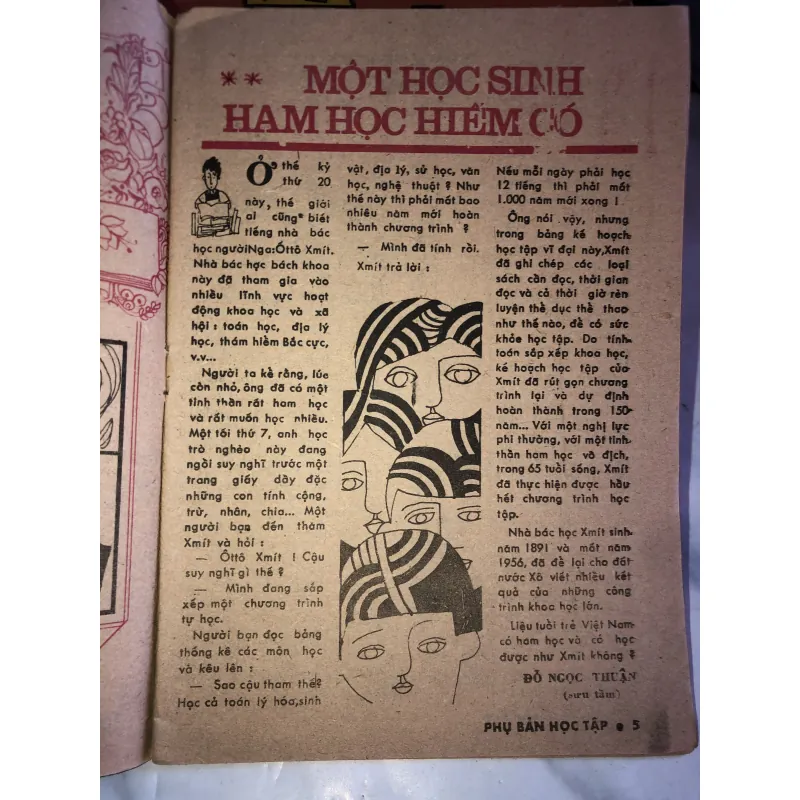 ** MỘT HỌC SINH
HAM HỌC HIẾM CÓ
Ở thế kỷ
thứ 20
này, thế giới
ai cũng biết
tiếng nhà bác
học người Nga: Ốttô Xmít.
Nhà bác học bách khoa
này đã tham gia vào
nhiều lĩnh vực hoạt
động khoa học và xã
hội : toán học, địa lý
học, thám hiểm Bắc cực,
v.v...
Người ta kể rằng, lúc
còn nhỏ, ông đã có một
tinh thần rất ham học
và rất muốn học nhiều.
Một tối thứ 7, anh học
trò nghèo này đang
ngồi suy nghĩ trước một
trang giấy dầy đặc
những con tính cộng,
trừ, nhân, chia... Một
người bạn đến thăm
Xmít và hỏi :
— Ôttô Xmít ! Cậu
suy nghĩ gì thế ?
— Mình đang sắp
xếp một chương trình
tự học.
Người bạn đọc bảng
thống kê các môn học
và kêu lên :
— Sao cậu tham thế?
Học cả toán lý hóa, sinh
vật, địa lý, sử học, văn
học, nghệ thuật ? Như
thế này thì phải mất bao
nhiêu năm mới hoàn
thành chương trình ?
— Mình đã tính rồi.
Xmít trả lời :
Nếu mỗi ngày phải học
12 tiếng thì phải mất
1.000 năm mới xong !
Ông nói vậy, nhưng
trong bảng kế hoạch
học tập vĩ đại này, Xmít
đã ghi chép các loại
sách cần đọc, thời gian
đọc và cả thời giờ rèn
luyện thể dục thể thao
như thế nào, để có sức
khỏe học tập. Do tính
toán sắp xếp khoa học,
kế hoạch học tập của
Xmít đã rút gọn chương
trình lại và dự định
hoàn thành trong 150
năm... Với một nghị lực
phi thường, với một tinh
thần ham học vô địch,
trong 65 tuổi sống, Xmít
đã thực hiện được hầu
hết chương trình học
tập.
Nhà bác học Xmít sinh
năm 1891 và mất năm
1956, đã để lại cho đất
nước Xô viết nhiều kết
quả của những công
trình khoa học lớn.
Liệu tuổi trẻ Việt Nam
có ham học và có học
được như Xmít không ?
ĐỖ NGỌC THUẬN
(sưu tầm)
PHỤ BẢN HỌC TẬP ● 5